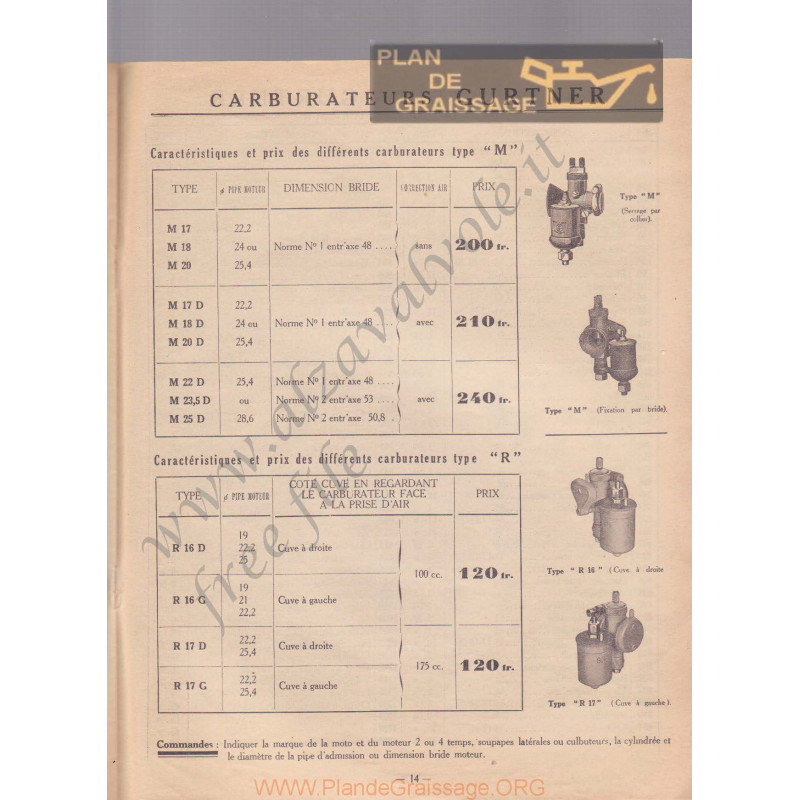 PLAN
DE
GRAISSAGE
CARBURATEURS GURTNER
Caractéristiques et prix des différents carburateurs type "M"
TYPE ø PIPE MOTEUR DIMENSION BRIDE CORRECTION AIR PRIX
M 17 22,2
M 18 24 ou Norme Nº 1 entr'axe 48 .... sans 200 fr.
M 20 25,4
M 17 D 22,2
M 18 D 24 ou Norme Nº 1 entr'axe 48 .... avec 210 fr.
M 20 D 25,4
M 22 D 25,4 Norme Nº 1 entr'axe 48 ....
M 23,5 D ou Norme Nº 2 entr'axe 53 .... avec 240 fr.
M 25 D 28,6 Norme Nº 2 entr'axe 50,8 .
Type "M"
(Serrage par
collier).
Type "M" (Fixation par bride).
Caractéristiques et prix des différents carburateurs type "R"
TYPE ø PIPE MOTEUR COTÉ CUVE EN REGARDANT
LE CARBURATEUR FACE
A LA PRISE D'AIR
PRIX
R 16 D 19
22,2
25
Cuve à droite
100 cc. 120 fr.
R 16 G 19
21
22,2
Cuve à gauche
R 17 D 22,2
25,4
Cuve à droite
175 cc. 120 fr.
R 17 G 22,2
25,4
Cuve à gauche
Type "R 16" (Cuve à droite
Type "R 17" (Cuve à gauche).
Commandes : Indiquer la marque de la moto et du moteur 2 ou 4 temps, soupapes latérales ou culbuteurs, la cylindrée et
le diamètre de la pipe d'admission ou dimension bride moteur.
— 14 —
www.alzavalvole.it
free file
www.PlandeGraissage.ORG